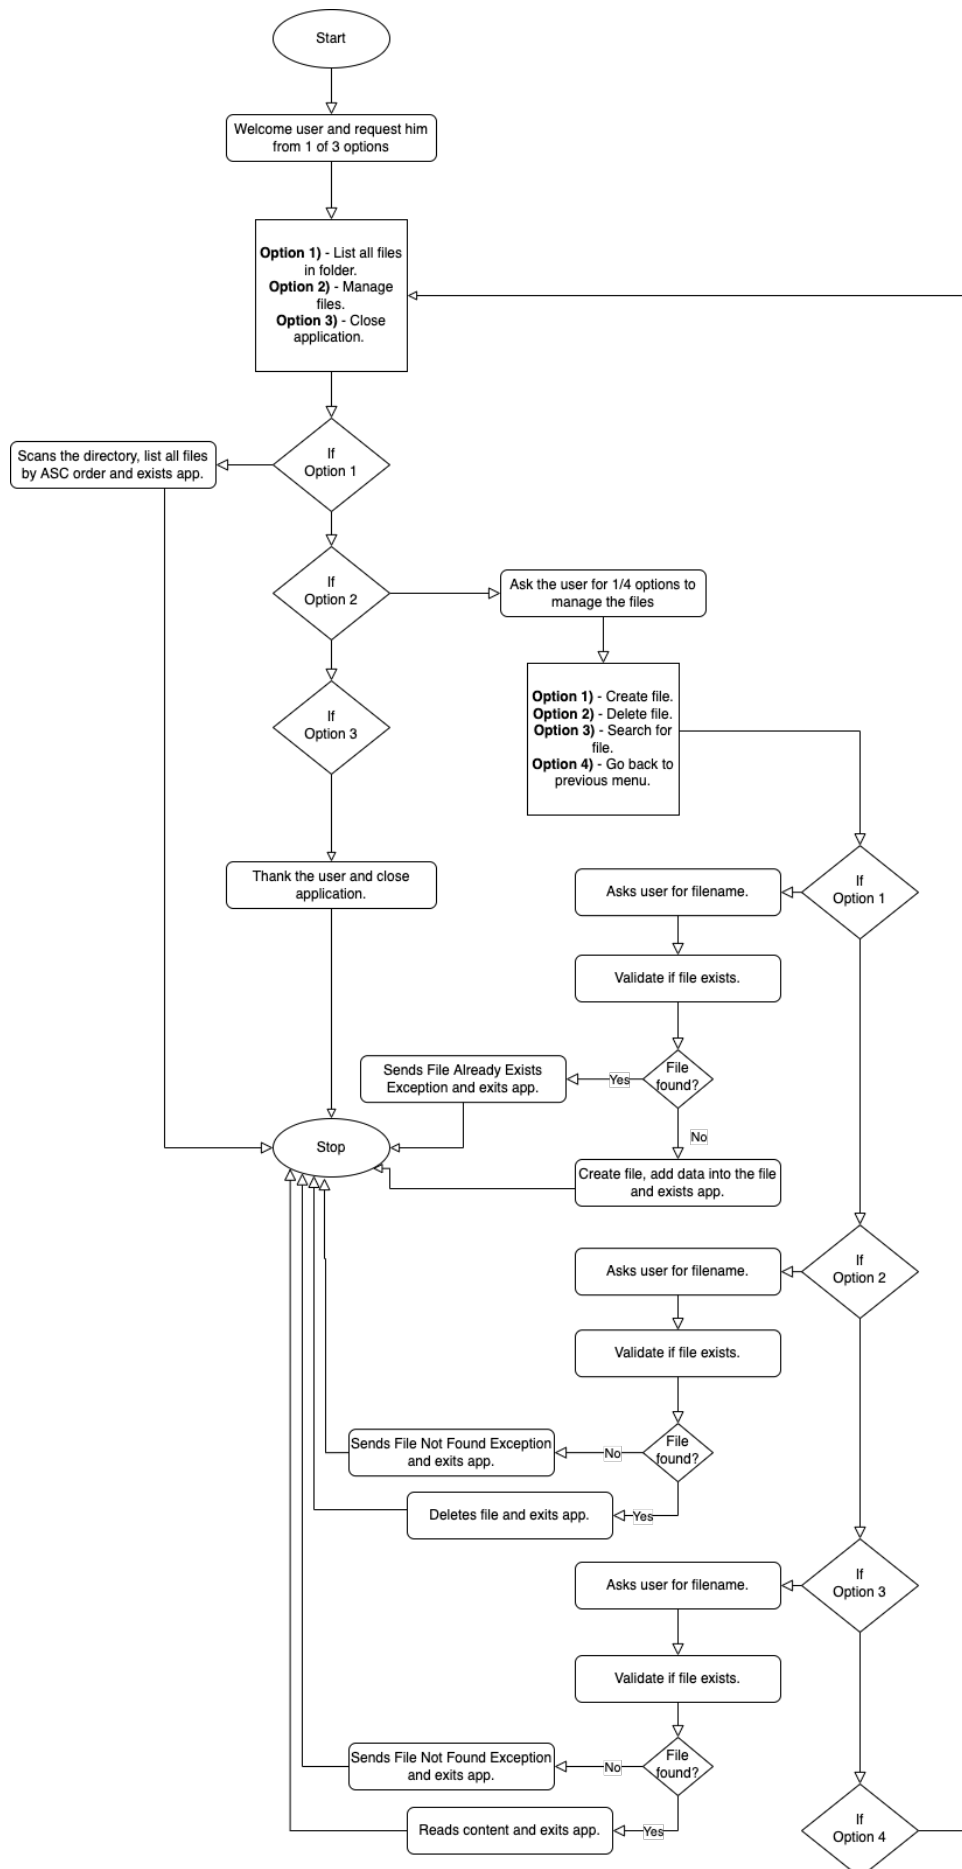 Start
Welcome user and request him
from 1 of 3 options
Option 1) - List all files
in folder.
Option 2) - Manage
files.
Option 3) - Close
application.
If
Option 1
Scans the directory, list all files
by ASC order and exists app.
If
Option 2
Ask the user for 1/4 options to
manage the files
Option 1) - Create file.
Option 2) - Delete file.
Option 3) - Search for
file.
Option 4) - Go back to
previous menu.
If
Option 3
Thank the user and close
application.
If
Option 1
Asks user for filename.
Validate if file exists.
File
found?
Yes
Sends File Already Exists
Exception and exits app.
No
Create file, add data into the file
and exists app.
Stop
If
Option 2
Asks user for filename.
Validate if file exists.
File
found?
No
Sends File Not Found Exception
and exits app.
Yes
Deletes file and exits app.
If
Option 3
Asks user for filename.
Validate if file exists.
File
found?
No
Sends File Not Found Exception
and exits app.
Yes
Reads content and exits app.
If
Option 4